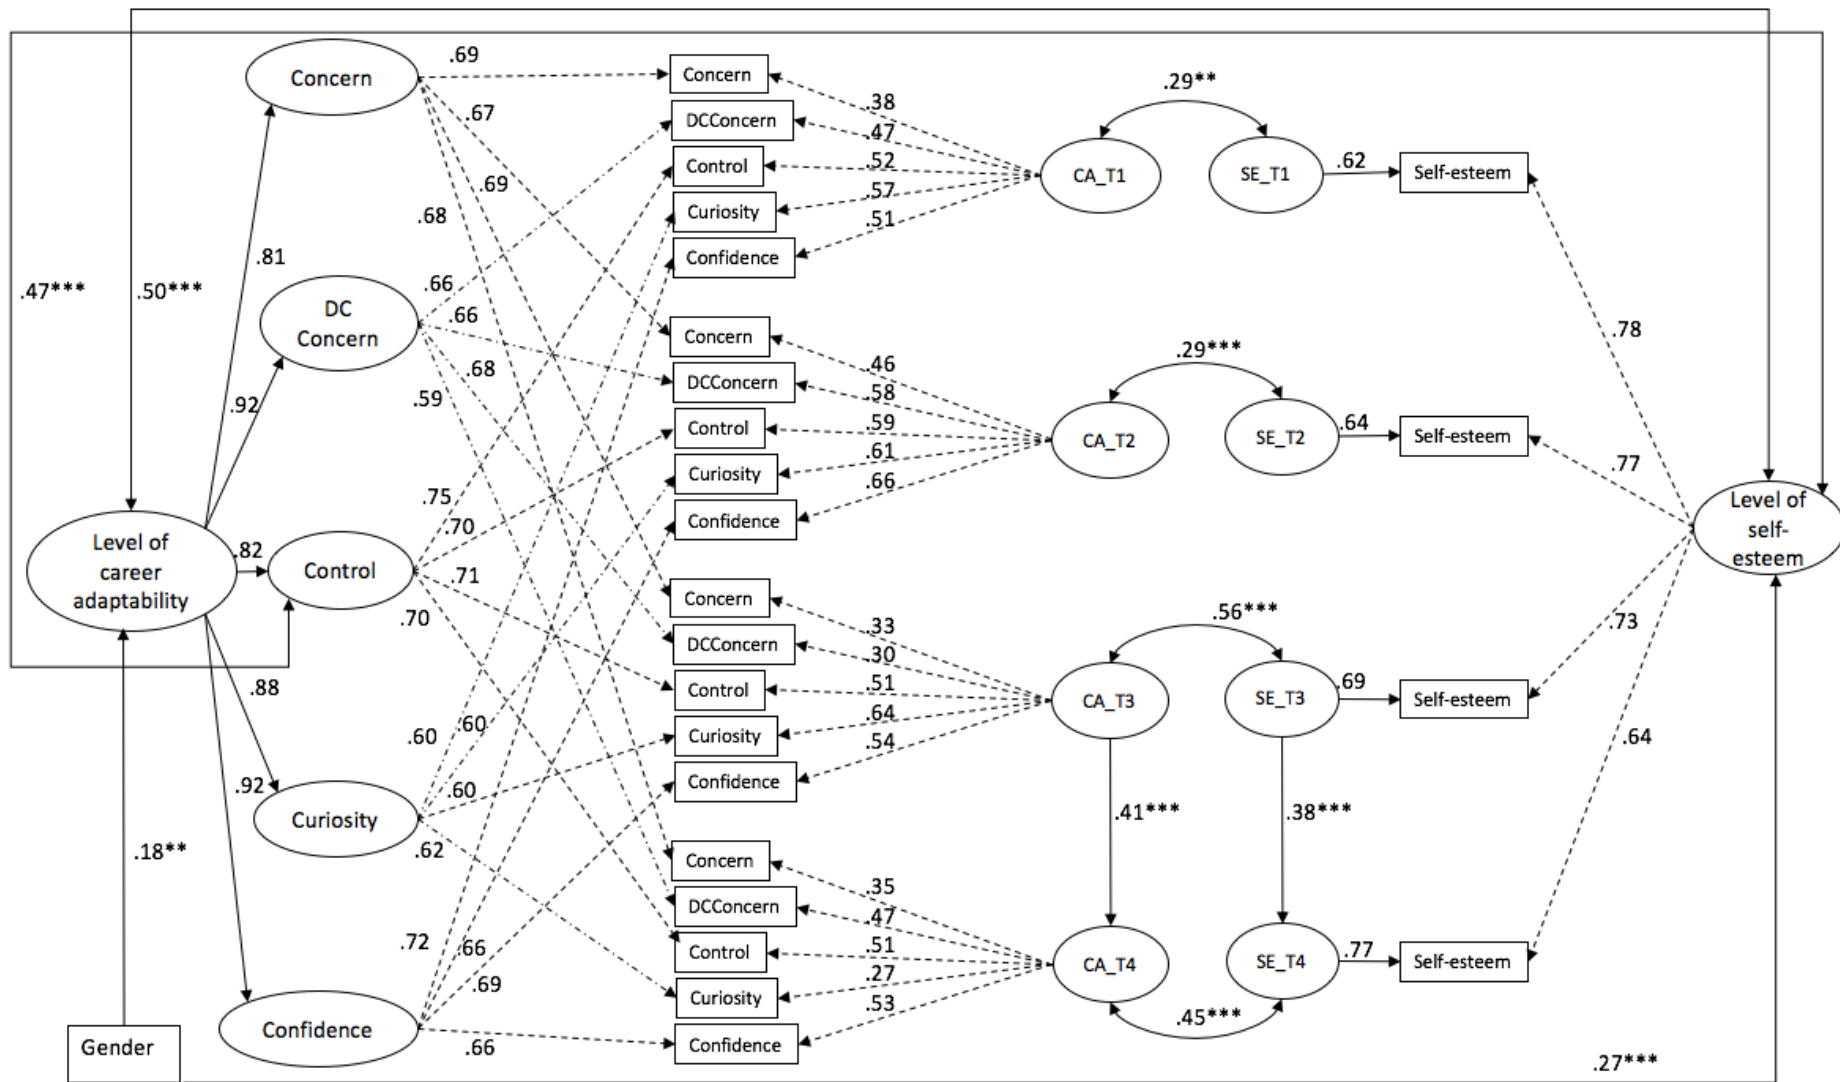 .69
Concern
Concern
.38
.29**
.67
DCConcern
.47
.52
Control
CA_T1
SE_T1
.62
Self-esteem
.69
.57
.68
Curiosity
.51
Confidence
.81
.47***
.50***
.66
DC
Concern
.66
Concern
.46
.29***
.78
.68
DCConcern
.58
.59
.92
Control
.59
CA_T2
SE_T2
.64
Self-esteem
.61
Curiosity
.66
.77
.75
.70
Confidence
Level of
career
adaptability
.82
Control
Level of
self-
esteem
.71
Concern
.70
.33
.56***
.73
DCConcern
.30
.51
.88
Control
CA_T3
SE_T3
.69
Self-esteem
.64
.60
.60
Curiosity
.54
.64
.92
.60
Confidence
Curiosity
.41***
.38***
.18**
.62
Concern
.35
DCConcern
.47
.72
.66
Control
.51
CA_T4
SE_T4
.77
Self-esteem
.27
.69
Curiosity
.53
Confidence
.45***
Gender
.66
Confidence
.27***